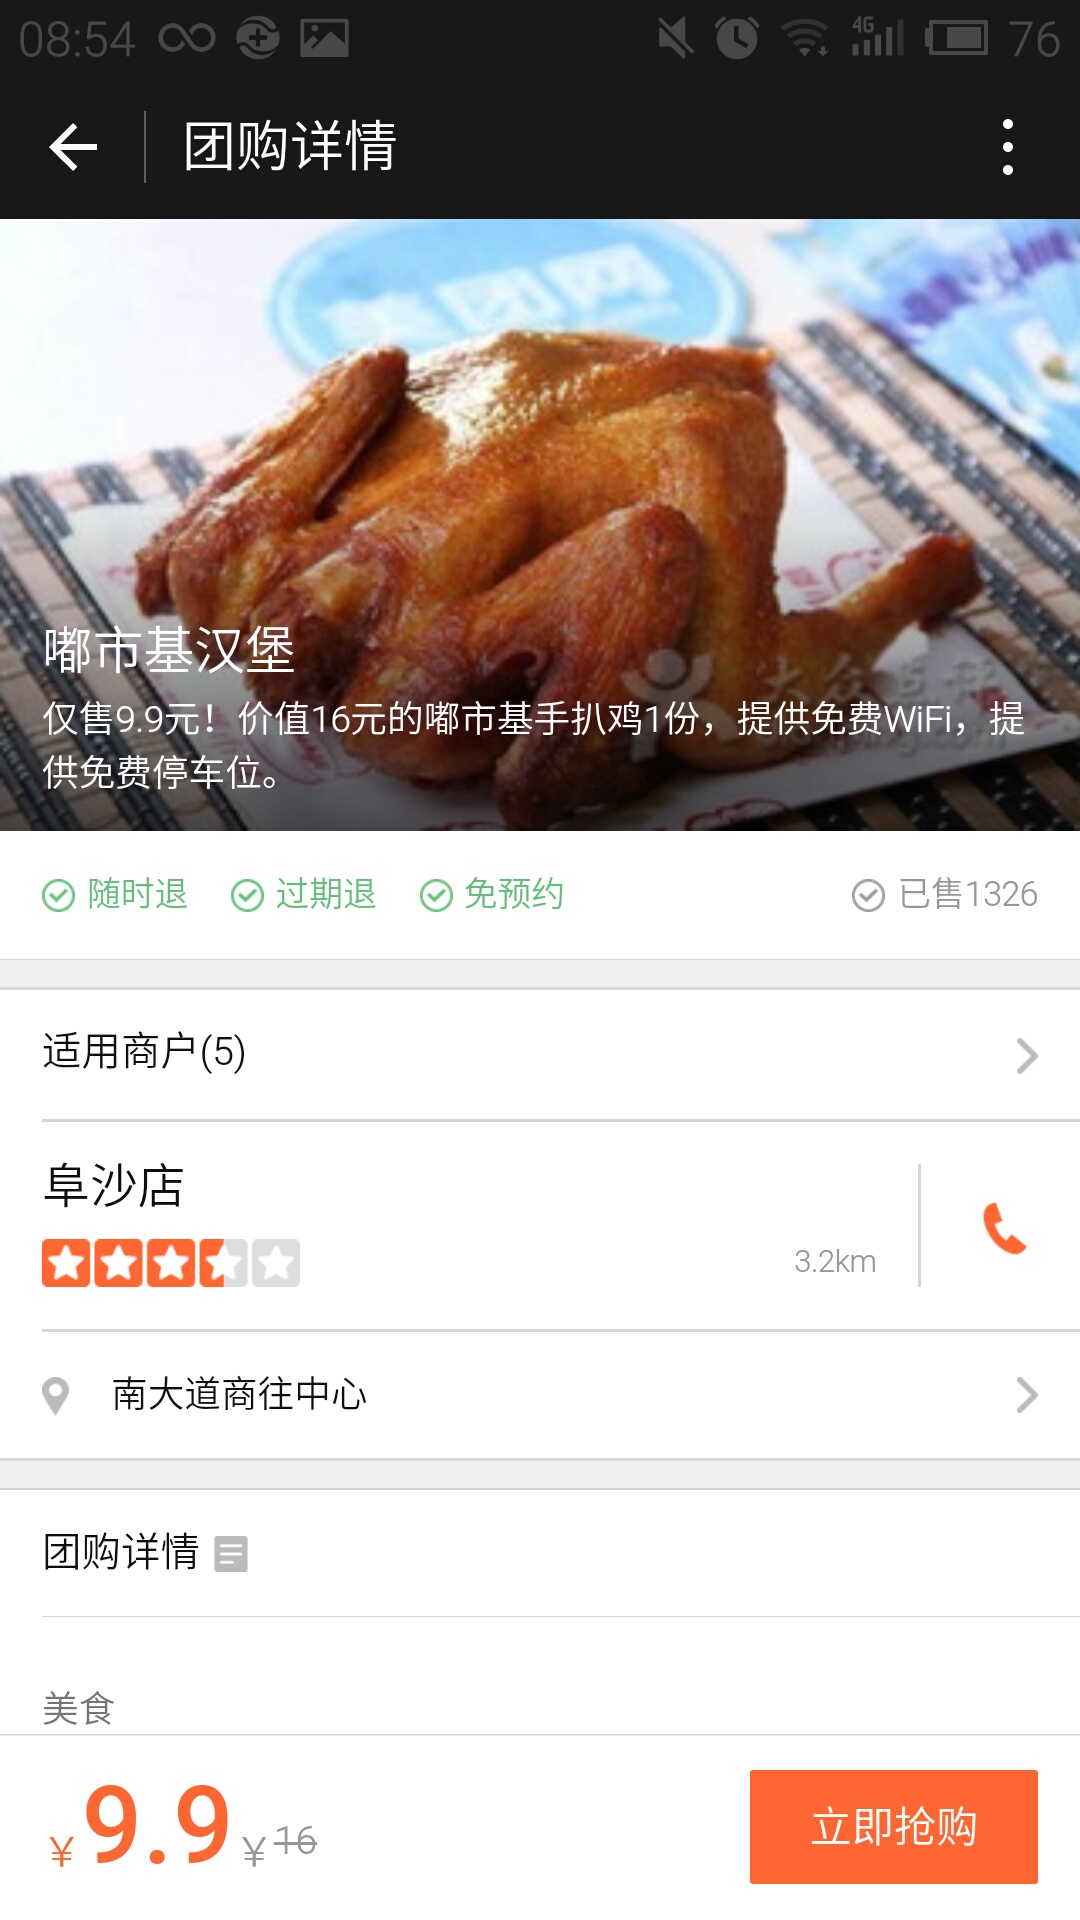 08:54
4G
76
团购详情
美团网
嘟市基汉堡
仅售9.9元！价值16元的嘟市基手扒鸡1份，提供免费WiFi，提
供免费停车位。
随时退 过期退 免预约 已售1326
适用商户(5)
阜沙店
3.2km
南大道商往中心
团购详情
美食
¥9.9 ¥16
立即抢购